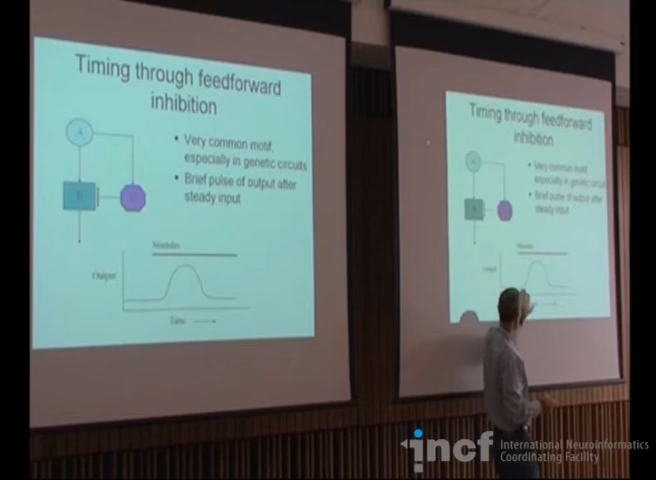 Timing through feedforward
inhibition
A
B
• Very common motif,
especially in genetic circuits
• Brief pulse of output after
steady input
Stimulus
Output
Time
Timing through feedforward
inhibition
• Very common motif
especially in genetic circuits
• Brief pulse of output after
steady input
incf
International Neuroinformatics
Coordinating Facility